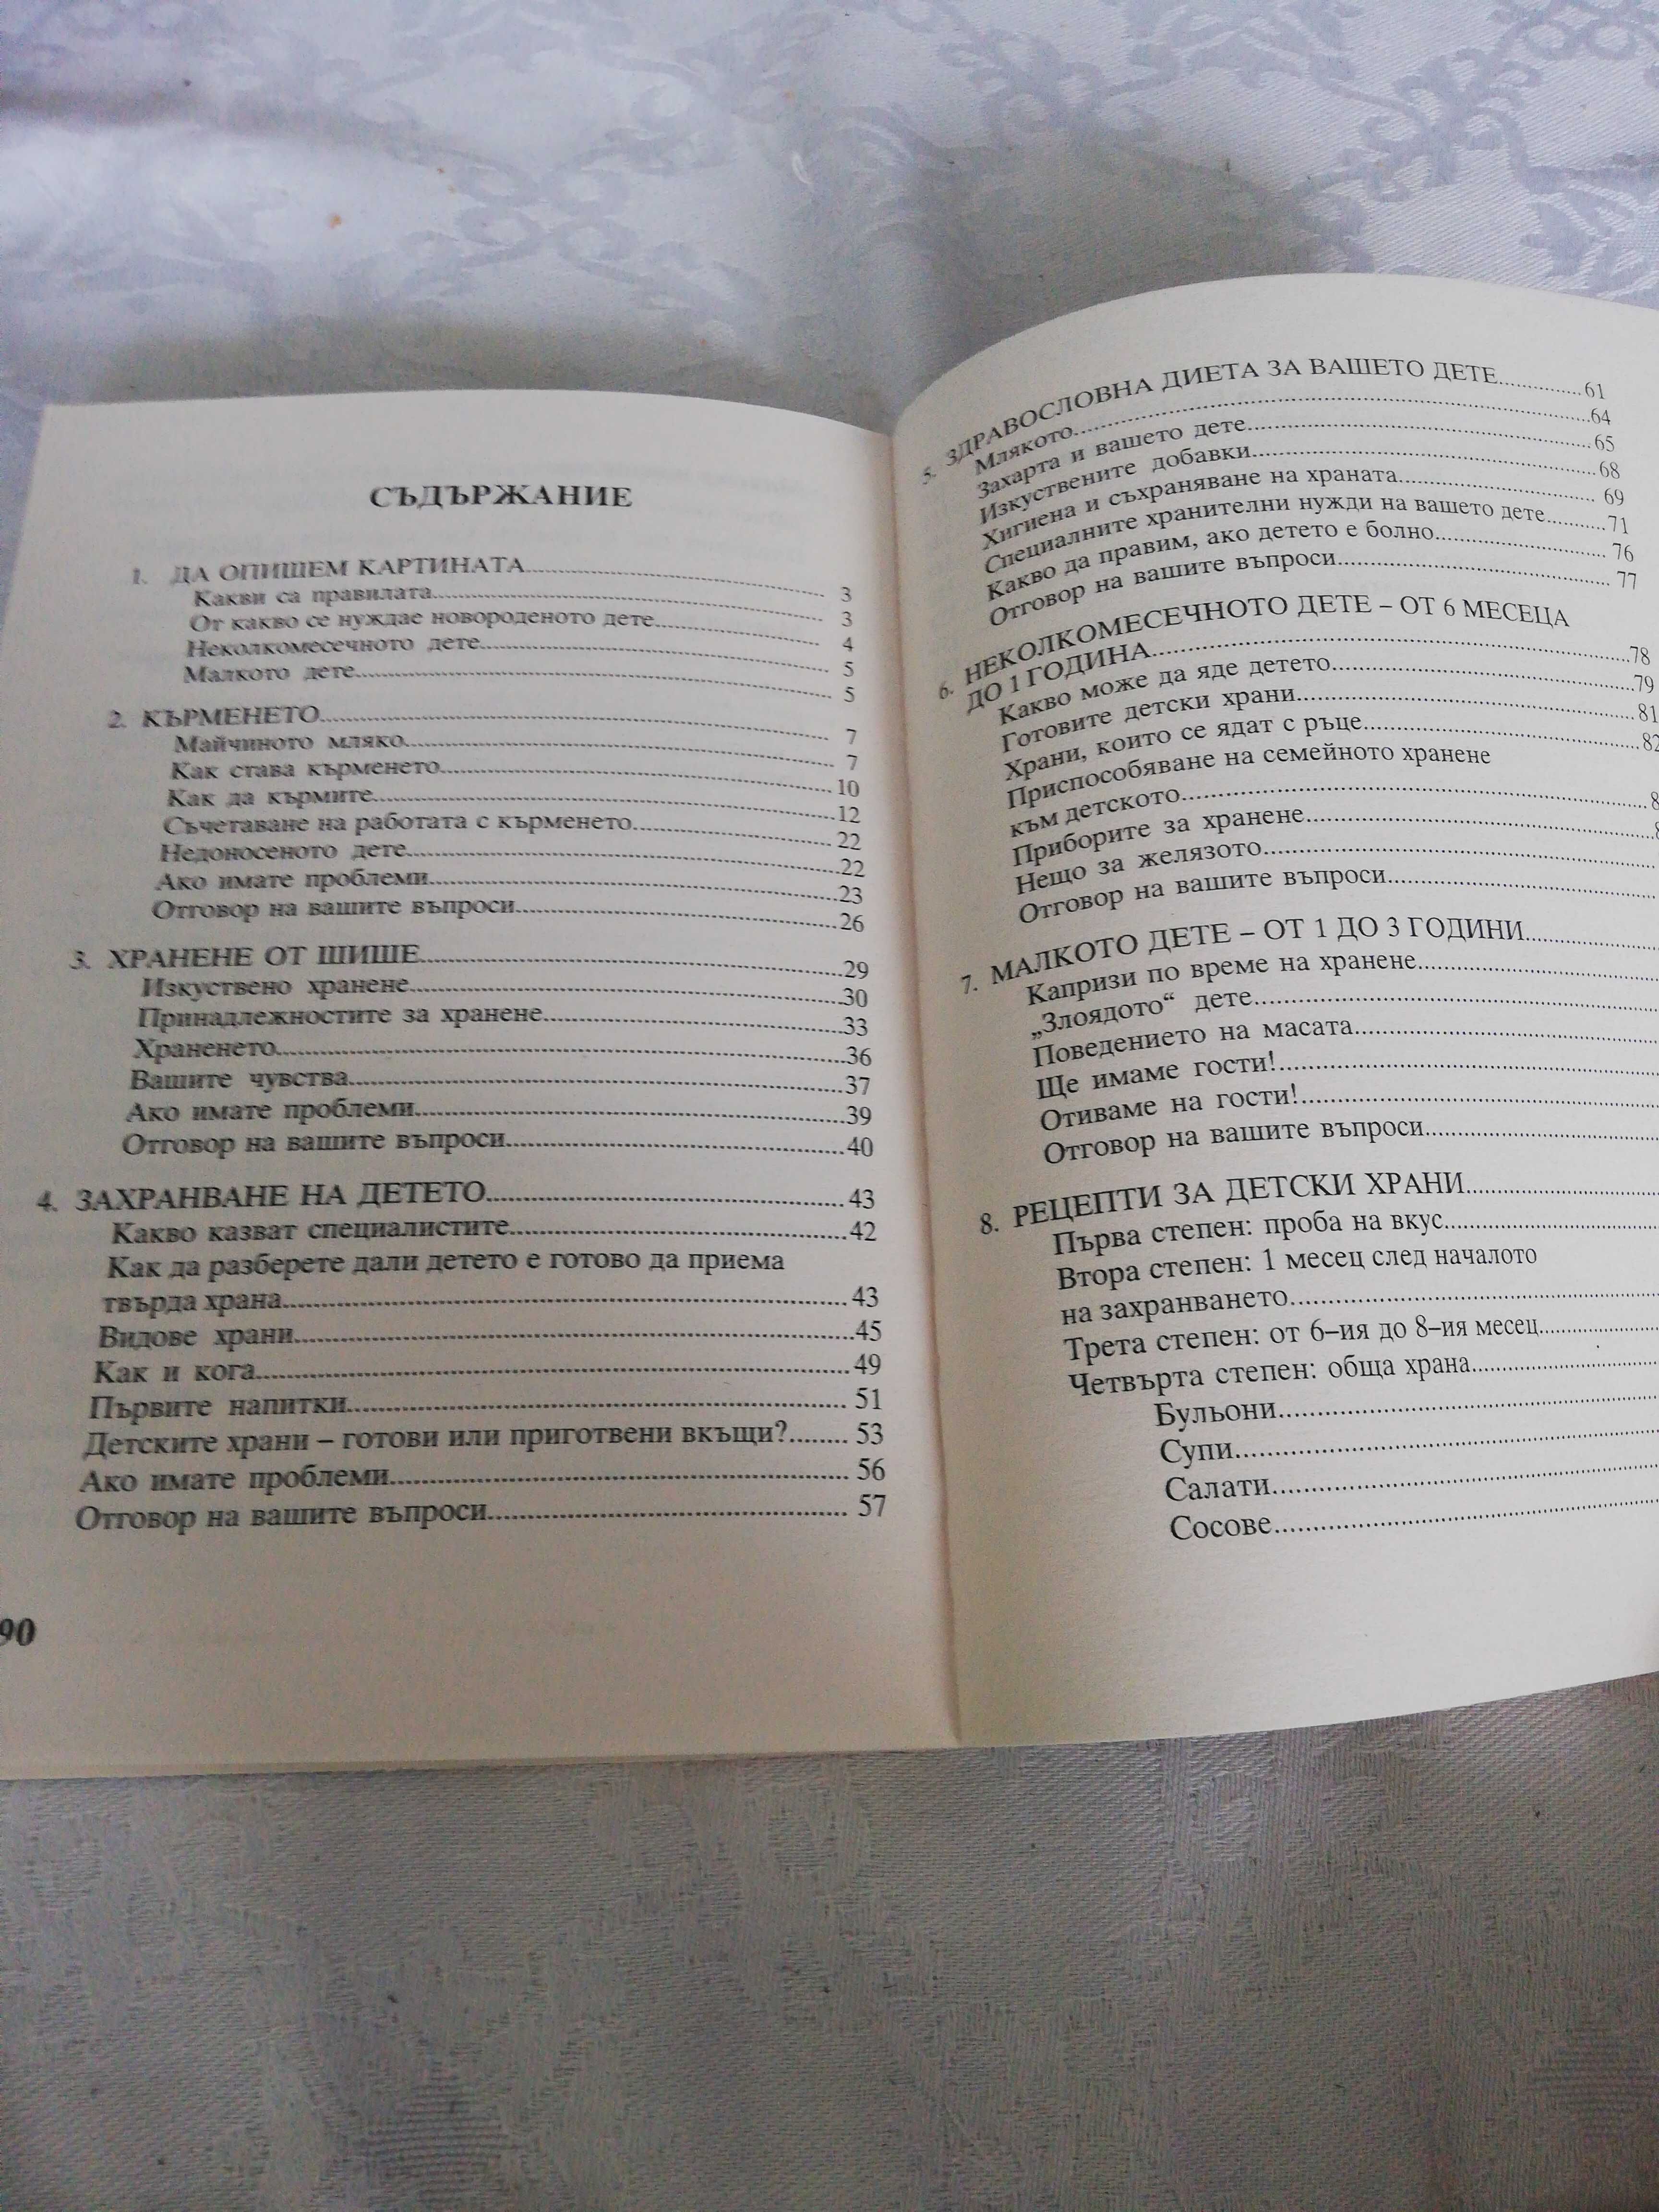 СЪДЪРЖАНИЕ
1. ДА ОПИШЕМ КАРТИНАТА 3
Какви са правилата 3
От какво се нуждае новороденото дете 4
Неколкомесечното дете 5
Малкото дете 5
2. КЪРМЕНЕТО 7
Майчиното мляко 7
Как става кърменето 10
Как да кърмите 12
Съчетаване на работата с кърменето 22
Недоносеното дете 22
Ако имате проблеми 23
Отговор на вашите въпроси 26
3. ХРАНЕНЕ ОТ ШИШЕ 29
Изкуствено хранене 30
Принадлежностите за хранене 33
Храненето 36
Вашите чувства 37
Ако имате проблеми 39
Отговор на вашите въпроси 40
4. ЗАХРАНВАНЕ НА ДЕТЕТО 43
Какво казват специалистите 42
Как да разберете дали детето е готово да приема
твърда храна 43
Видове храни 45
Как и кога 49
Първите напитки 51
Детските храни – готови или приготвени вкъщи? 53
Ако имате проблеми 56
Отговор на вашите въпроси 57
90
5. ЗДРАВОСЛОВНА ДИЕТА ЗА ВАШЕТО ДЕТЕ 61
Млякото 64
Захарта и вашето дете 65
Изкуствените добавки 68
Хигиена и съхраняване на храната 69
Специалните хранителни нужди на вашето дете 71
Какво да правим, ако детето е болно 76
Отговор на вашите въпроси 77
6. НЕКОЛКОМЕСЕЧНОТО ДЕТЕ – ОТ 6 МЕСЕЦА
ДО 1 ГОДИНА 78
Какво може да яде детето 79
Готовите детски храни 81
Храни, които се ядат с ръце 82
Приспособяване на семейното хранене
към детското
Приборите за хранене
Нещо за желязото
Отговор на вашите въпроси
7. МАЛКОТО ДЕТЕ – ОТ 1 ДО 3 ГОДИНИ
Капризи по време на хранене
„Злоядото“ дете
Поведението на масата
Ще имаме гости!
Отиваме на гости!
Отговор на вашите въпроси
8. РЕЦЕПТИ ЗА ДЕТСКИ ХРАНИ
Първа степен: проба на вкус
Втора степен: 1 месец след началото
на захранването
Трета степен: от 6–ия до 8–ия месец
Четвърта степен: обща храна
Бульони
Супи
Салати
Сосове